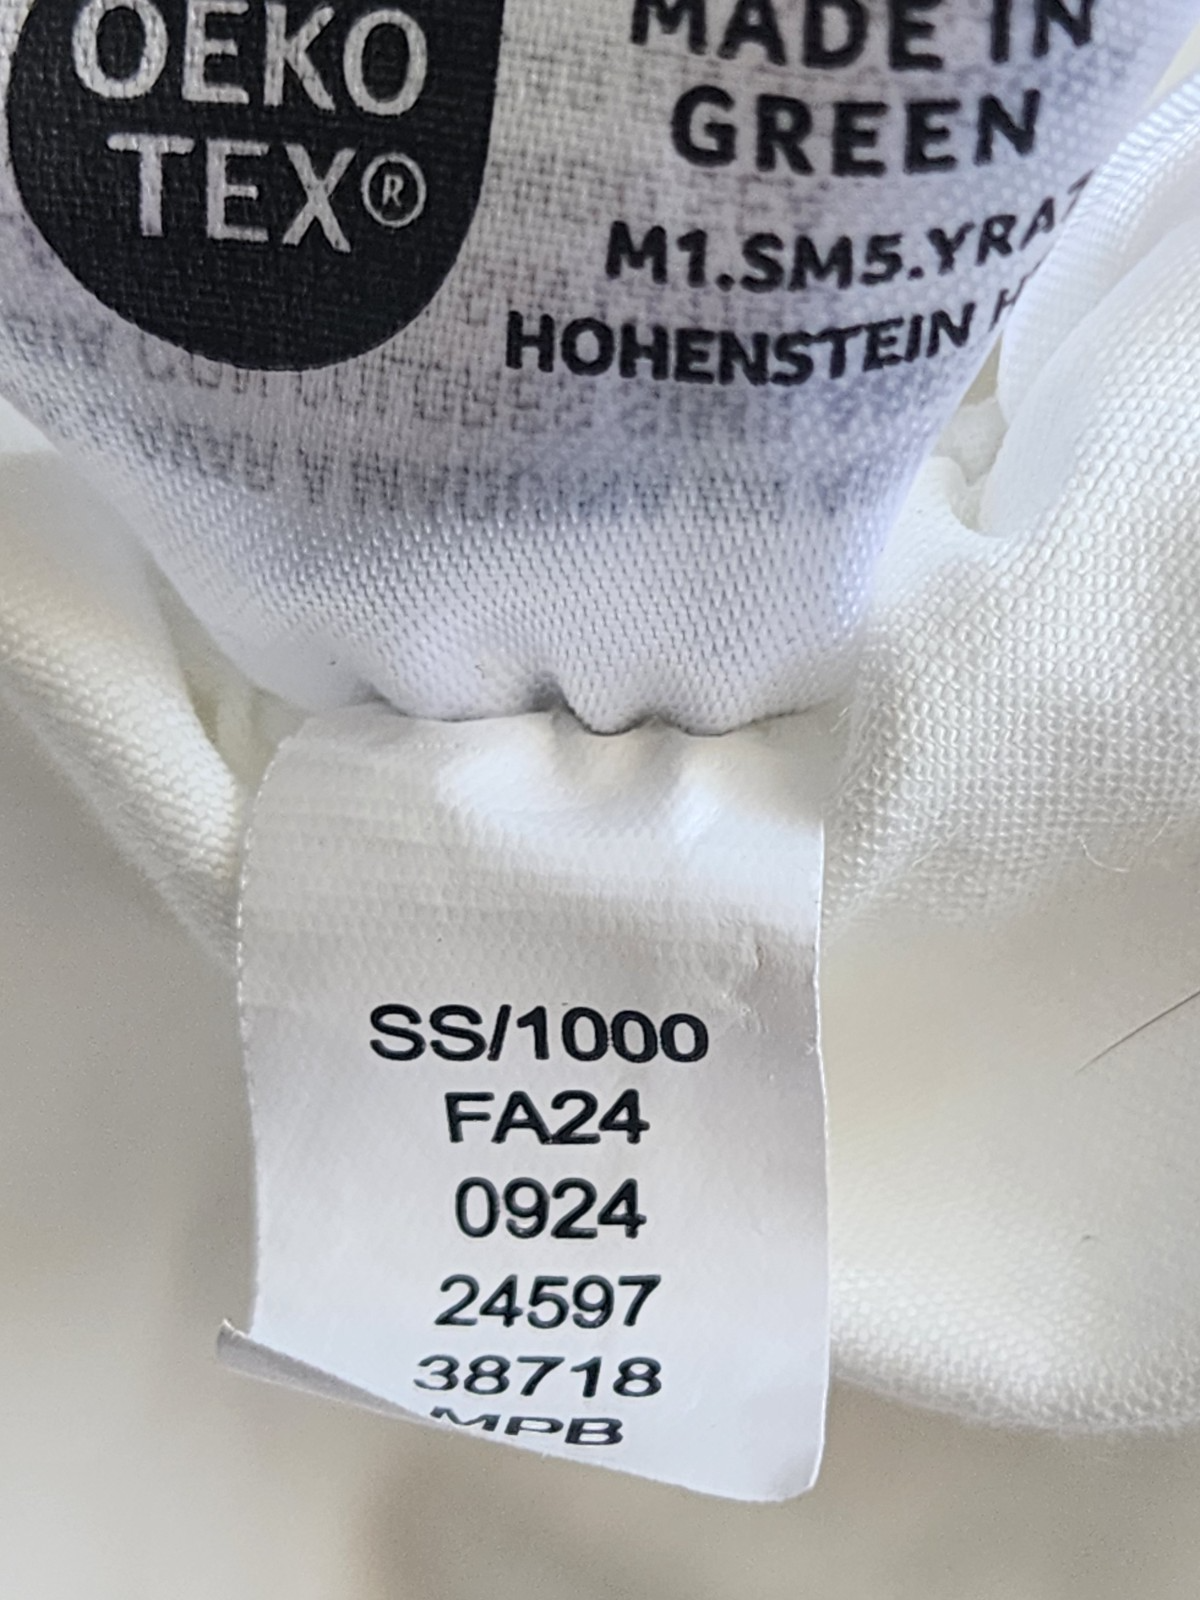 OEKO
TEX®
MADE IN
GREEN
M1.SM5.YRA
HOHENSTEIN
SS/1000
FA24
0924
24597
38718
MPB